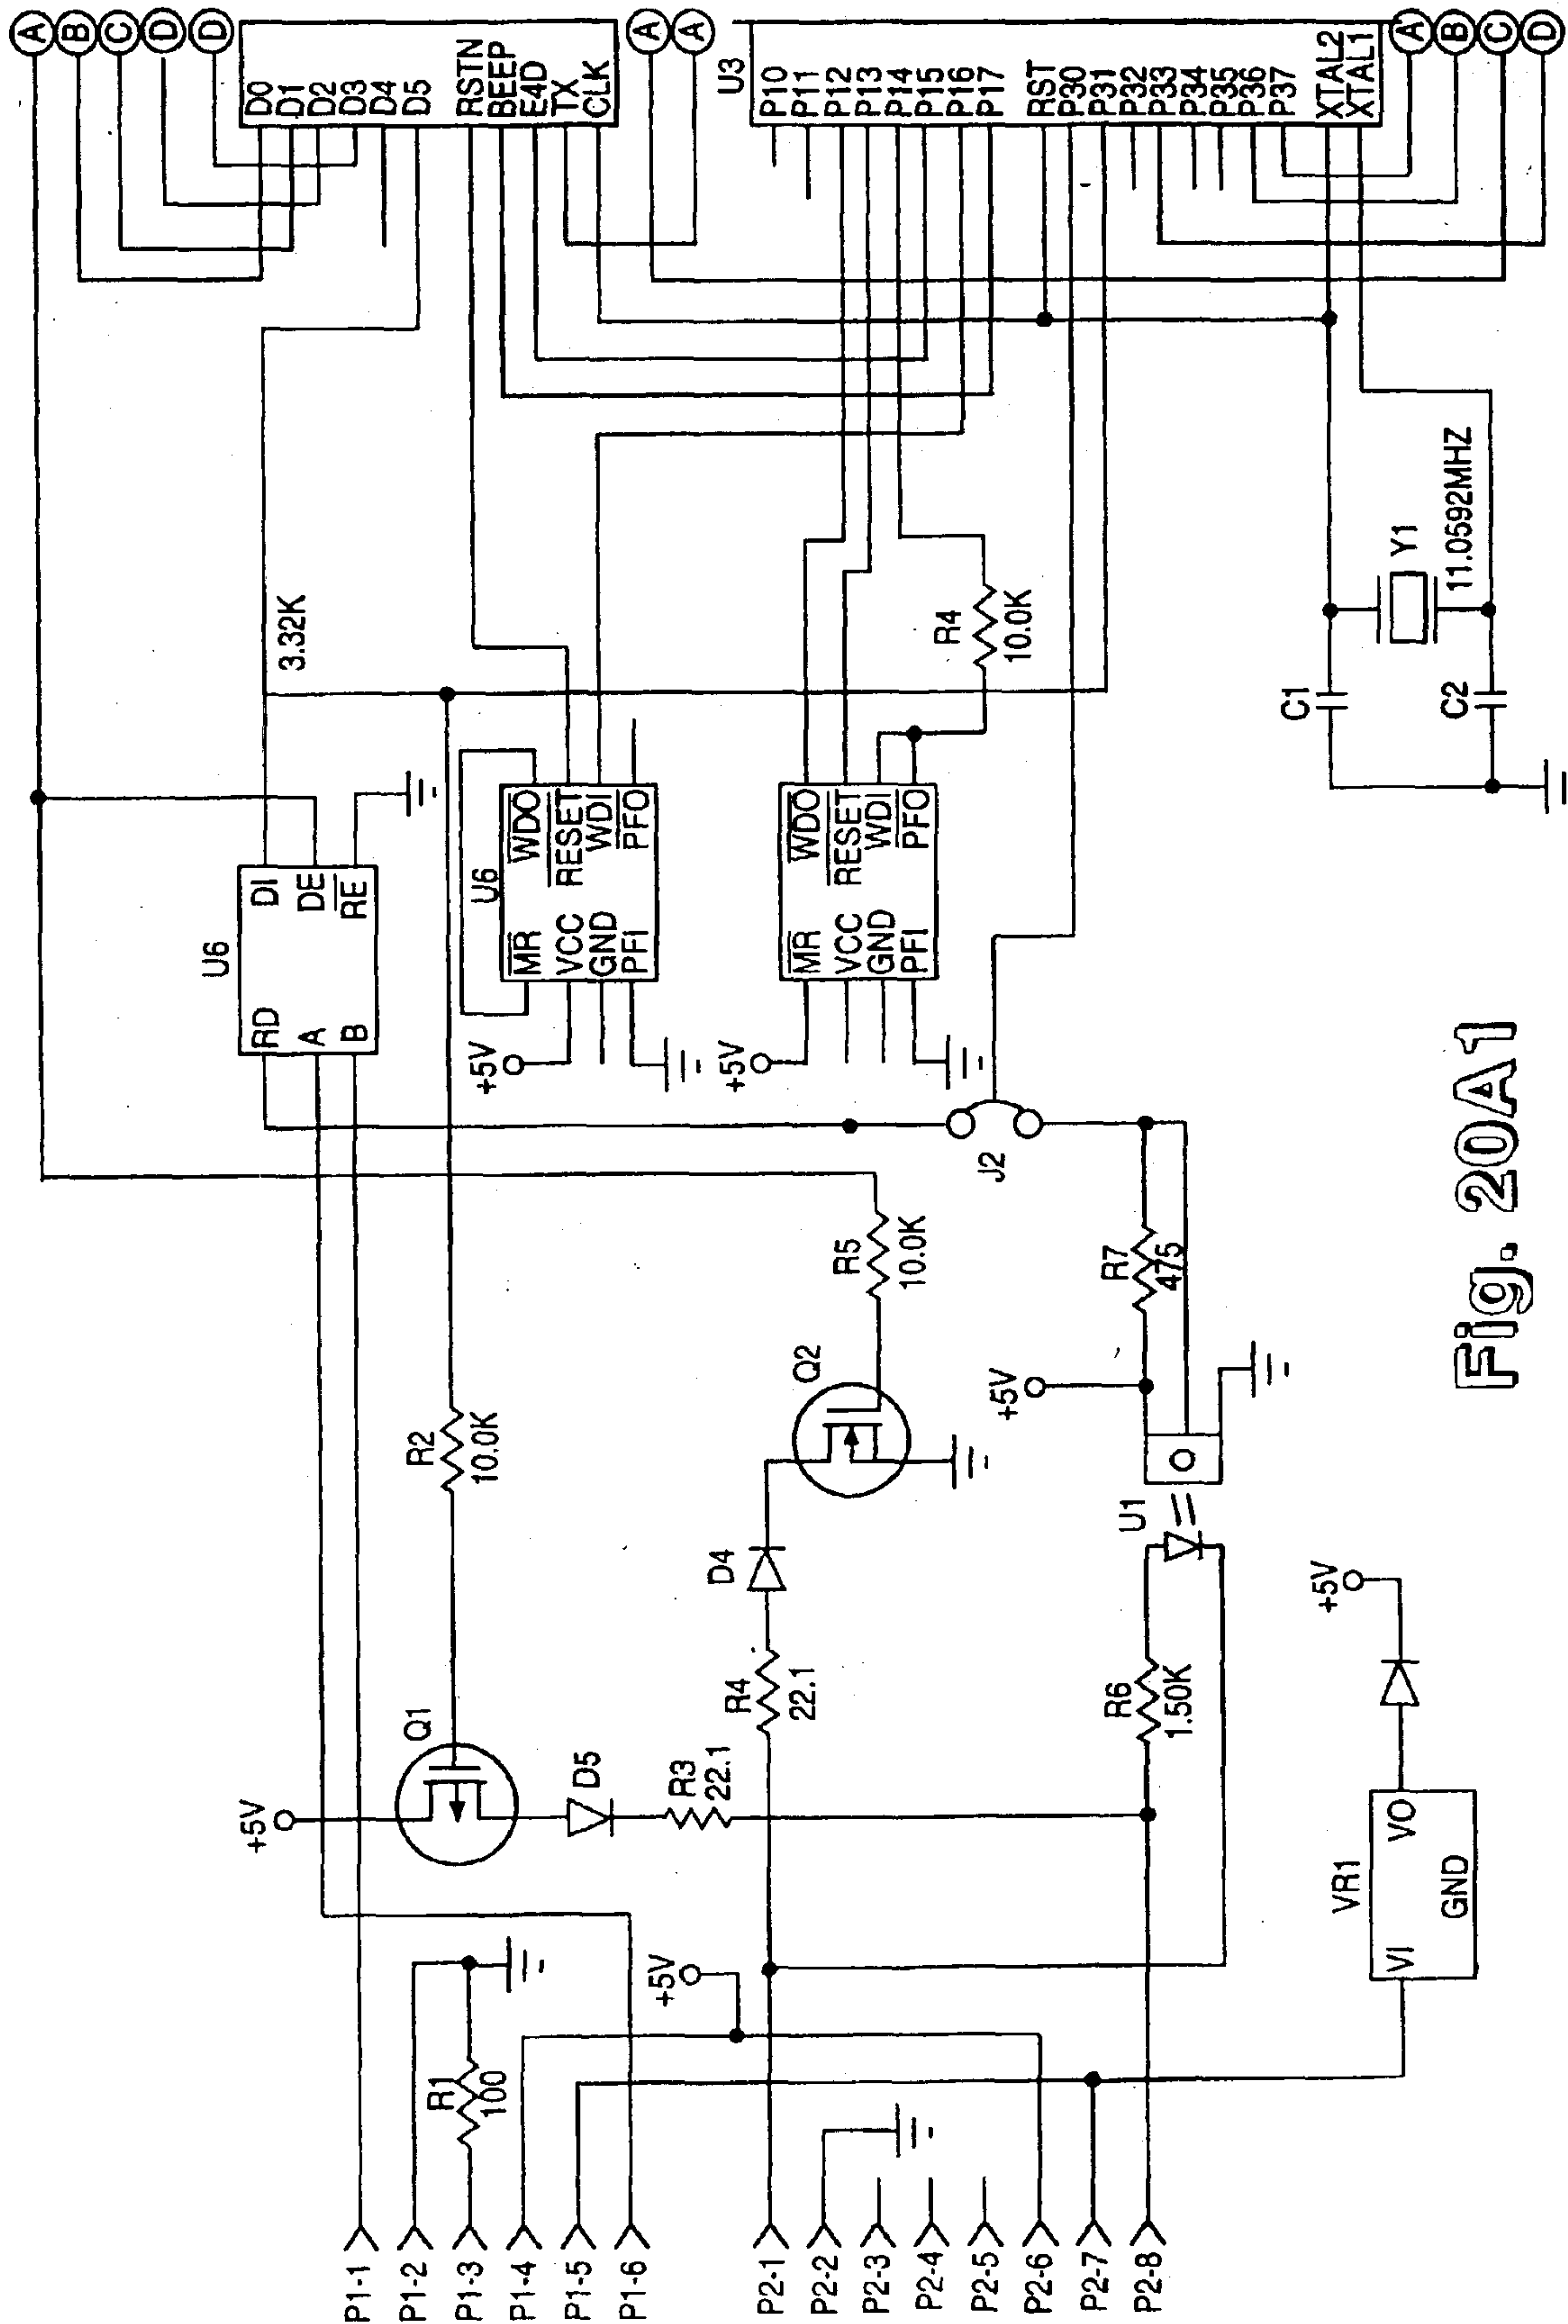 A
B
C
D
D
D0
D1
D2
D3
D4
D5
RSTN
BEEP
E4D
TX
CLK
A
A
U3
P10
P11
P12
P13
P14
P15
P16
P17
RST
P30
P31
P32
P33
P34
P35
P36
P37
XTAL2
XTAL1
A
B
C
D
3.32K
R4
10.0K
Y1
11.0592MHZ
C1
C2
U6
DI
DE
RE
RD
A
B
U6
WDO
RESET
WDI
PFO
MR
VCC
GND
PFI
+5V
WDO
RESET
WDI
PFO
MR
VCC
GND
PFI
+5V
J2
R2
10.0K
R5
10.0K
Q2
R7
475
+5V
U1
D4
R4
22.1
R6
1.50K
Q1
+5V
D5
R3
22.1
+5V
VR1
VO
GND
VI
R1
100
+5V
P1-1
P1-2
P1-3
P1-4
P1-5
P1-6
P2-1
P2-2
P2-3
P2-4
P2-5
P2-6
P2-7
P2-8
Fig. 20A1